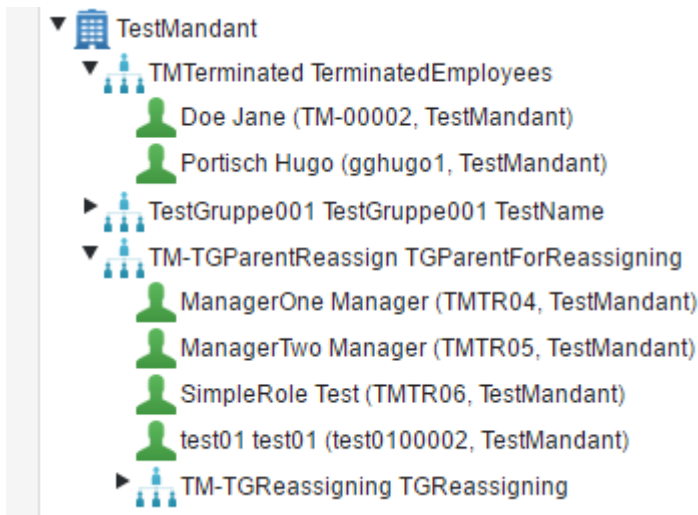 TestMandant
TMTerminated TerminatedEmployees
Doe Jane (TM-00002, TestMandant)
Portisch Hugo (gghugo1, TestMandant)
TestGruppe001 TestGruppe001 TestName
TM-TGParentReassign TGParentForReassigning
ManagerOne Manager (TMTR04, TestMandant)
ManagerTwo Manager (TMTR05, TestMandant)
SimpleRole Test (TMTR06, TestMandant)
test01 test01 (test0100002, TestMandant)
TM-TGReassigning TGReassigning